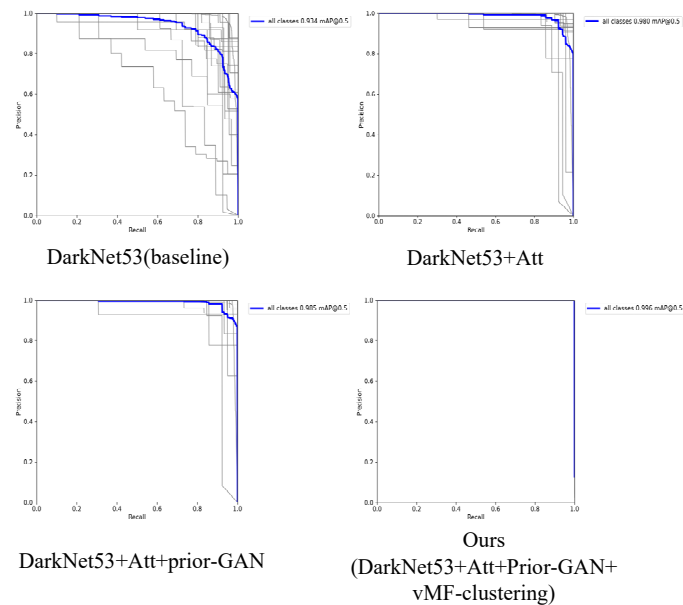 1.0
0.8
0.6
0.4
0.2
0.0
Precision
0.0 0.2 0.4 0.6 0.8 1.0
Recall
all classes 0.934 mAP@0.5
DarkNet53(baseline)
1.0
0.8
0.6
0.4
0.2
0.0
Precision
0.0 0.2 0.4 0.6 0.8 1.0
Recall
all classes 0.980 mAP@0.5
DarkNet53+Att
1.0
0.8
0.6
0.4
0.2
0.0
Precision
0.0 0.2 0.4 0.6 0.8 1.0
Recall
all classes 0.985 mAP@0.5
DarkNet53+Att+prior-GAN
1.0
0.8
0.6
0.4
0.2
0.0
Precision
0.0 0.2 0.4 0.6 0.8 1.0
Recall
all classes 0.996 mAP@0.5
Ours
(DarkNet53+Att+Prior-GAN+
vMF-clustering)